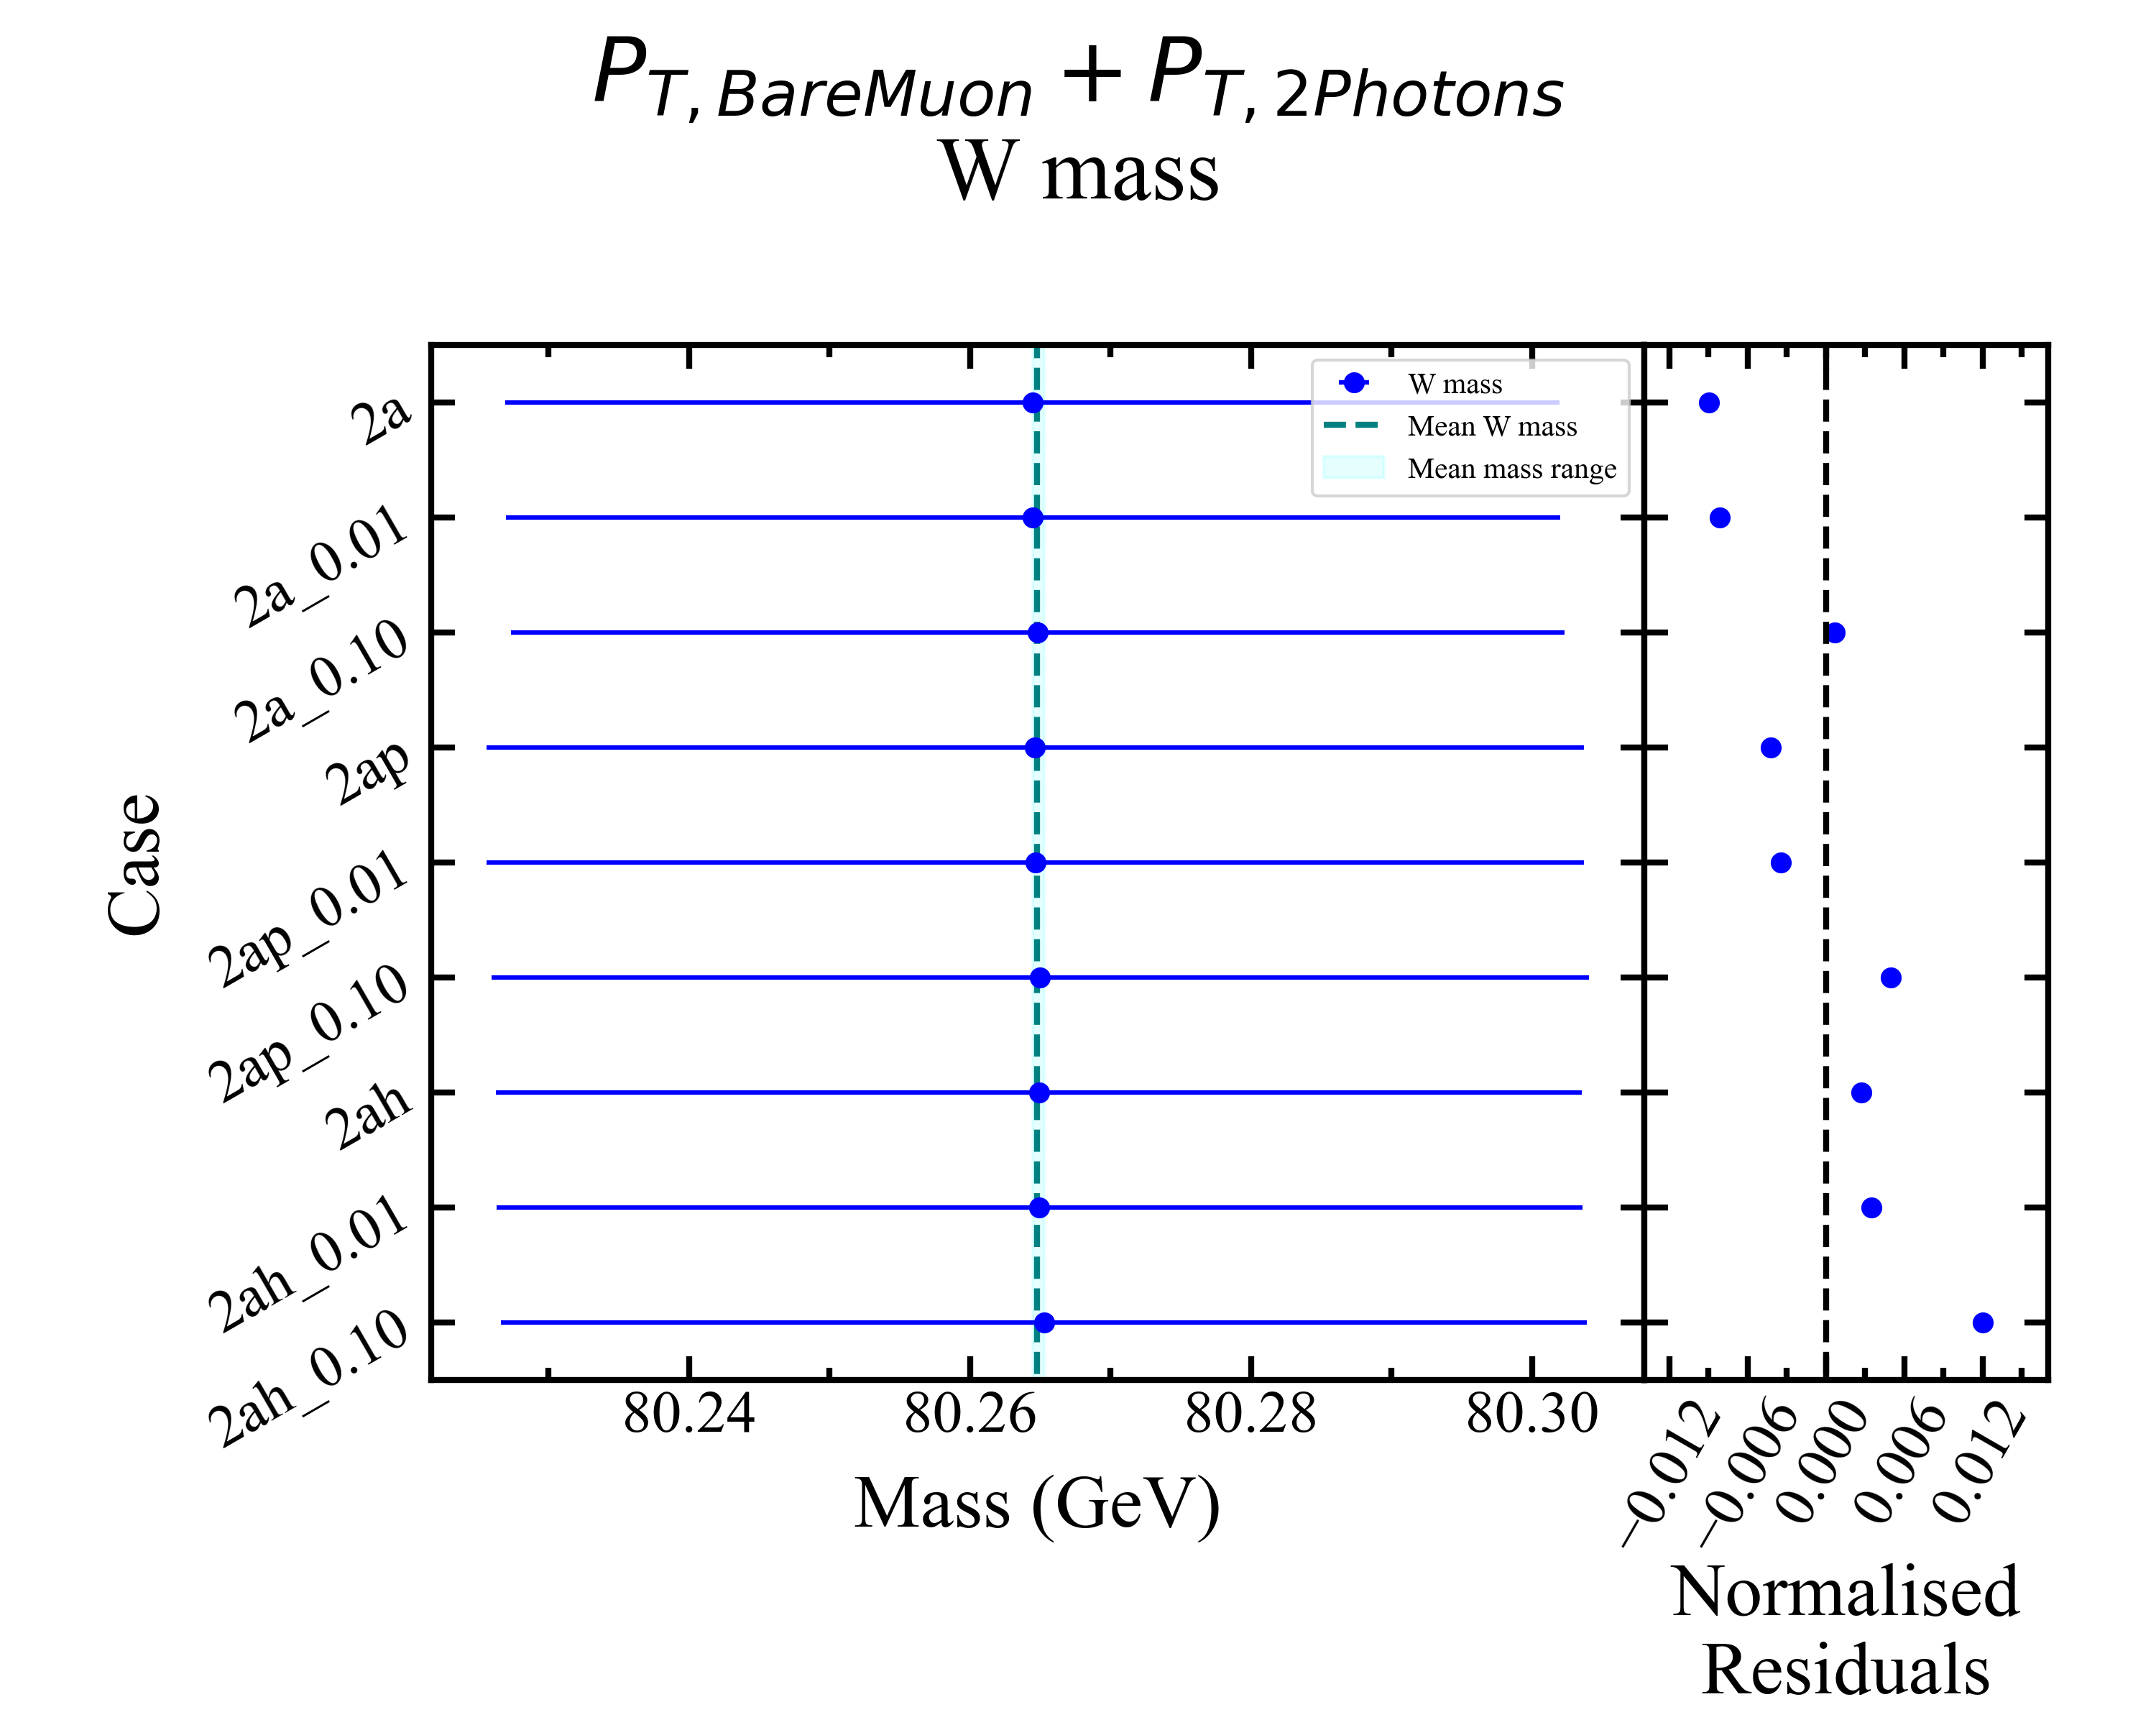 P_{T, BareMuon} + P_{T, 2Photons}
W mass
W mass
Mean W mass
Mean mass range
Case
2a
2a_0.01
2a_0.10
2ap
2ap_0.01
2ap_0.10
2ah
2ah_0.01
2ah_0.10
80.24 80.26 80.28 80.30
Mass (GeV)
−0.012 −0.006 0.000 0.006 0.012
Normalised
Residuals